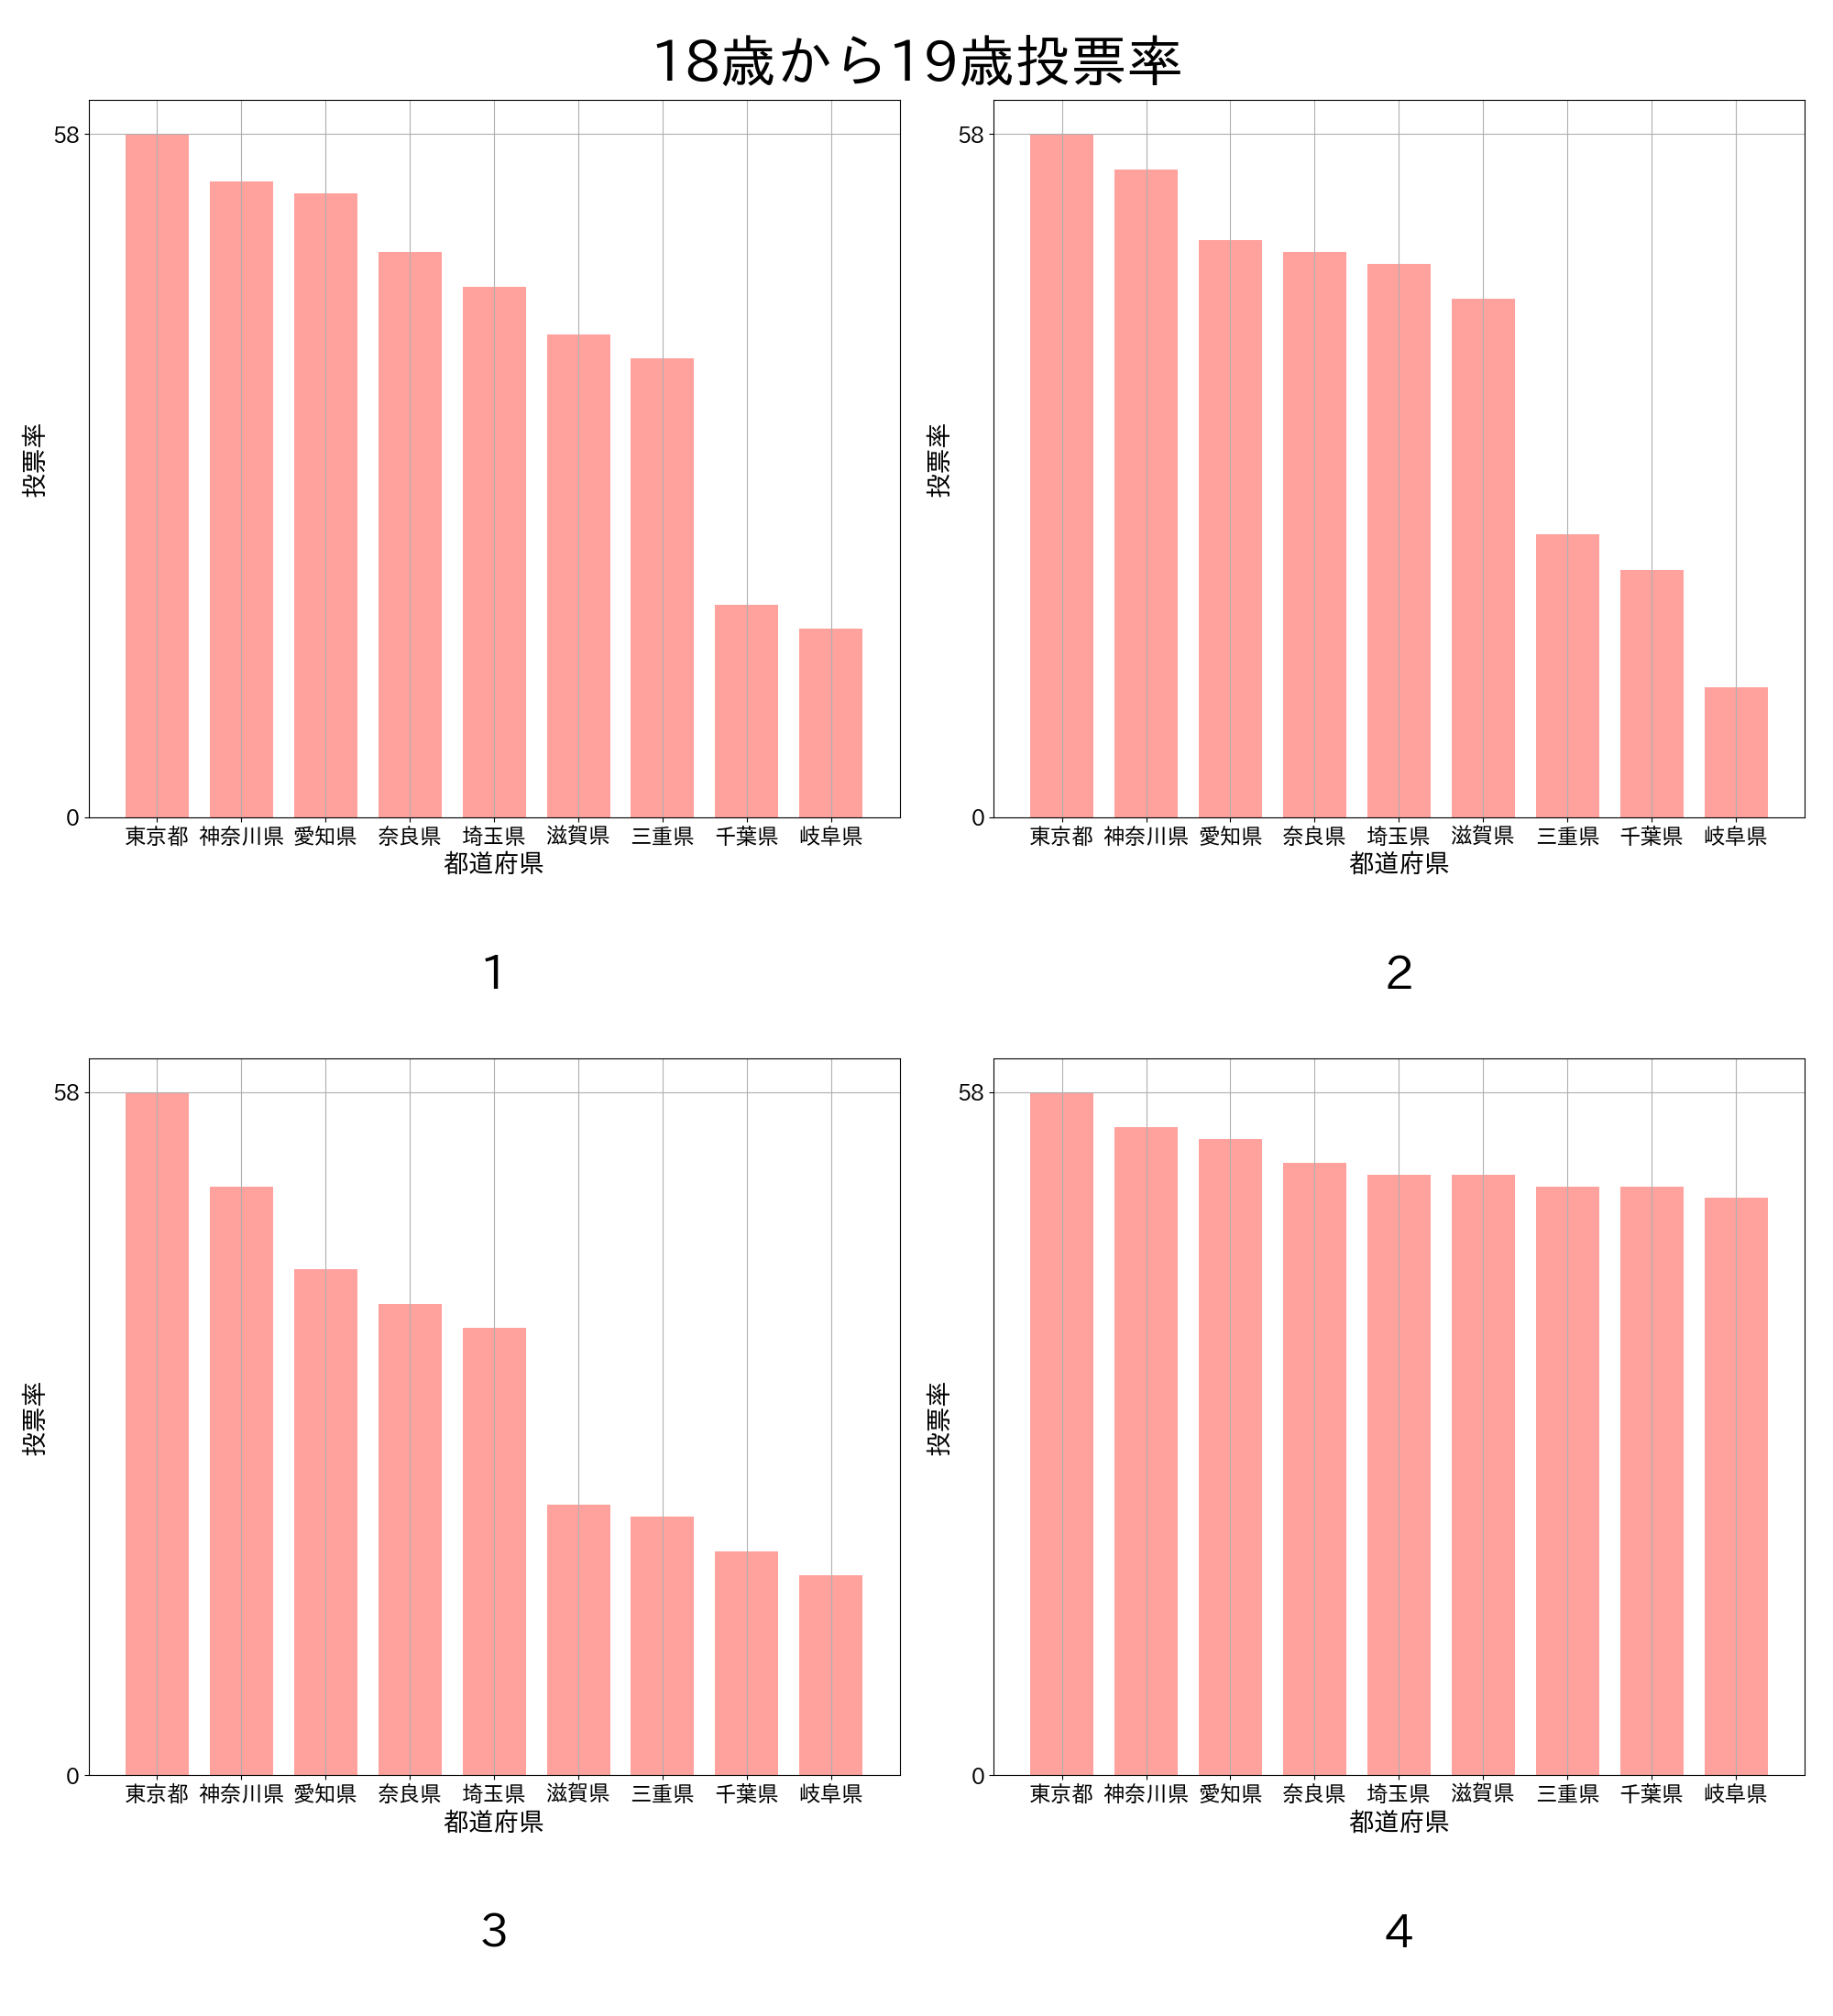 18歳から19歳投票率
58
0
投票率
東京都 神奈川県 愛知県 奈良県 埼玉県 滋賀県 三重県 千葉県 岐阜県
都道府県
1
58
0
投票率
東京都 神奈川県 愛知県 奈良県 埼玉県 滋賀県 三重県 千葉県 岐阜県
都道府県
2
58
0
投票率
東京都 神奈川県 愛知県 奈良県 埼玉県 滋賀県 三重県 千葉県 岐阜県
都道府県
3
58
0
投票率
東京都 神奈川県 愛知県 奈良県 埼玉県 滋賀県 三重県 千葉県 岐阜県
都道府県
4